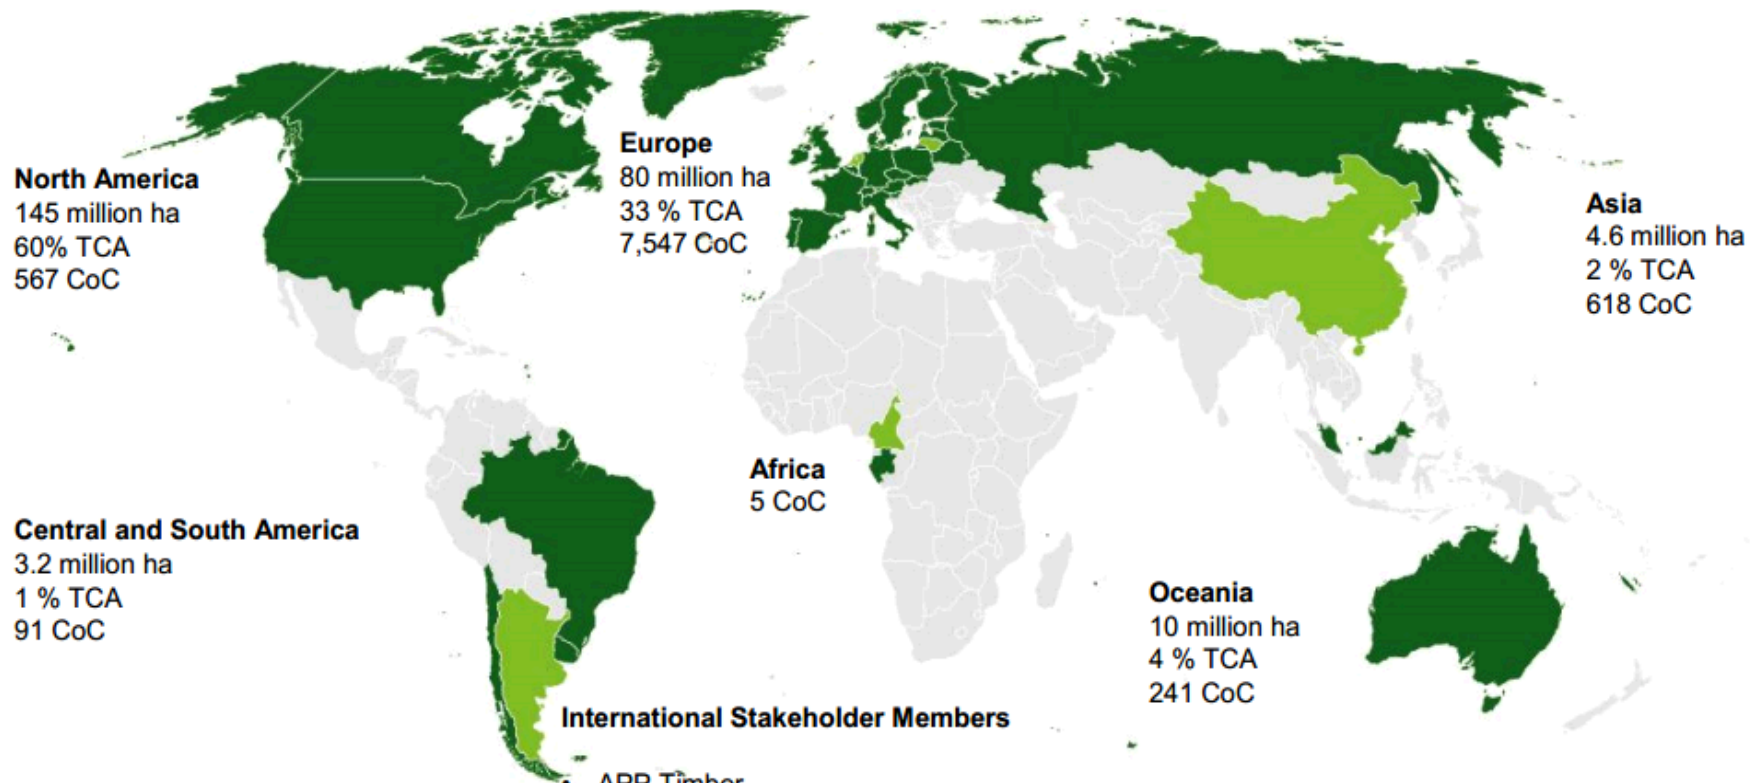 North America
145 million ha
60% TCA
567 CoC
Europe
80 million ha
33 % TCA
7,547 CoC
Asia
4.6 million ha
2 % TCA
618 CoC
Africa
5 CoC
Central and South America
3.2 million ha
1 % TCA
91 CoC
Oceania
10 million ha
4 % TCA
241 CoC
International Stakeholder Members
• Timber